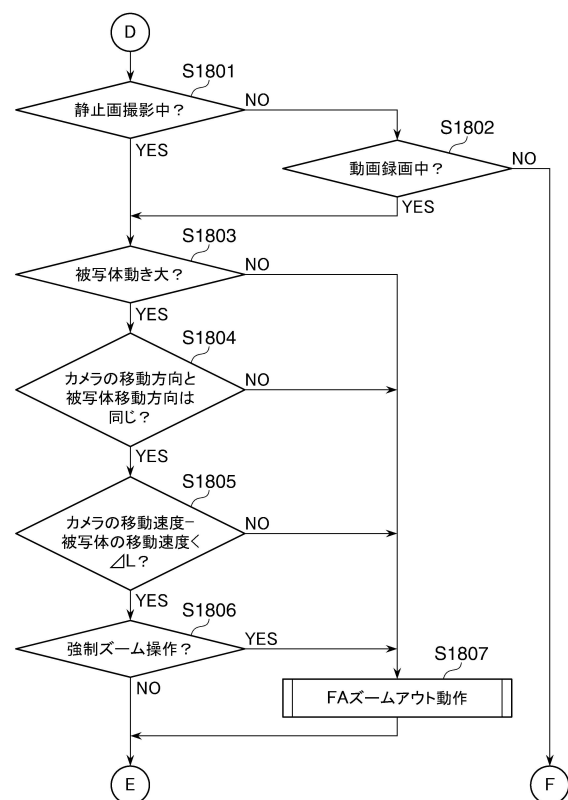 D
S1801
静止画撮影中？
NO
YES
S1802
動画録画中？
NO
YES
S1803
被写体動き大？
NO
YES
S1804
カメラの移動方向と
被写体移動方向は
同じ？
NO
YES
S1805
カメラの移動速度−
被写体の移動速度<
⊿L？
NO
YES
S1806
強制ズーム操作？
YES
NO
S1807
FAズームアウト動作
E
F